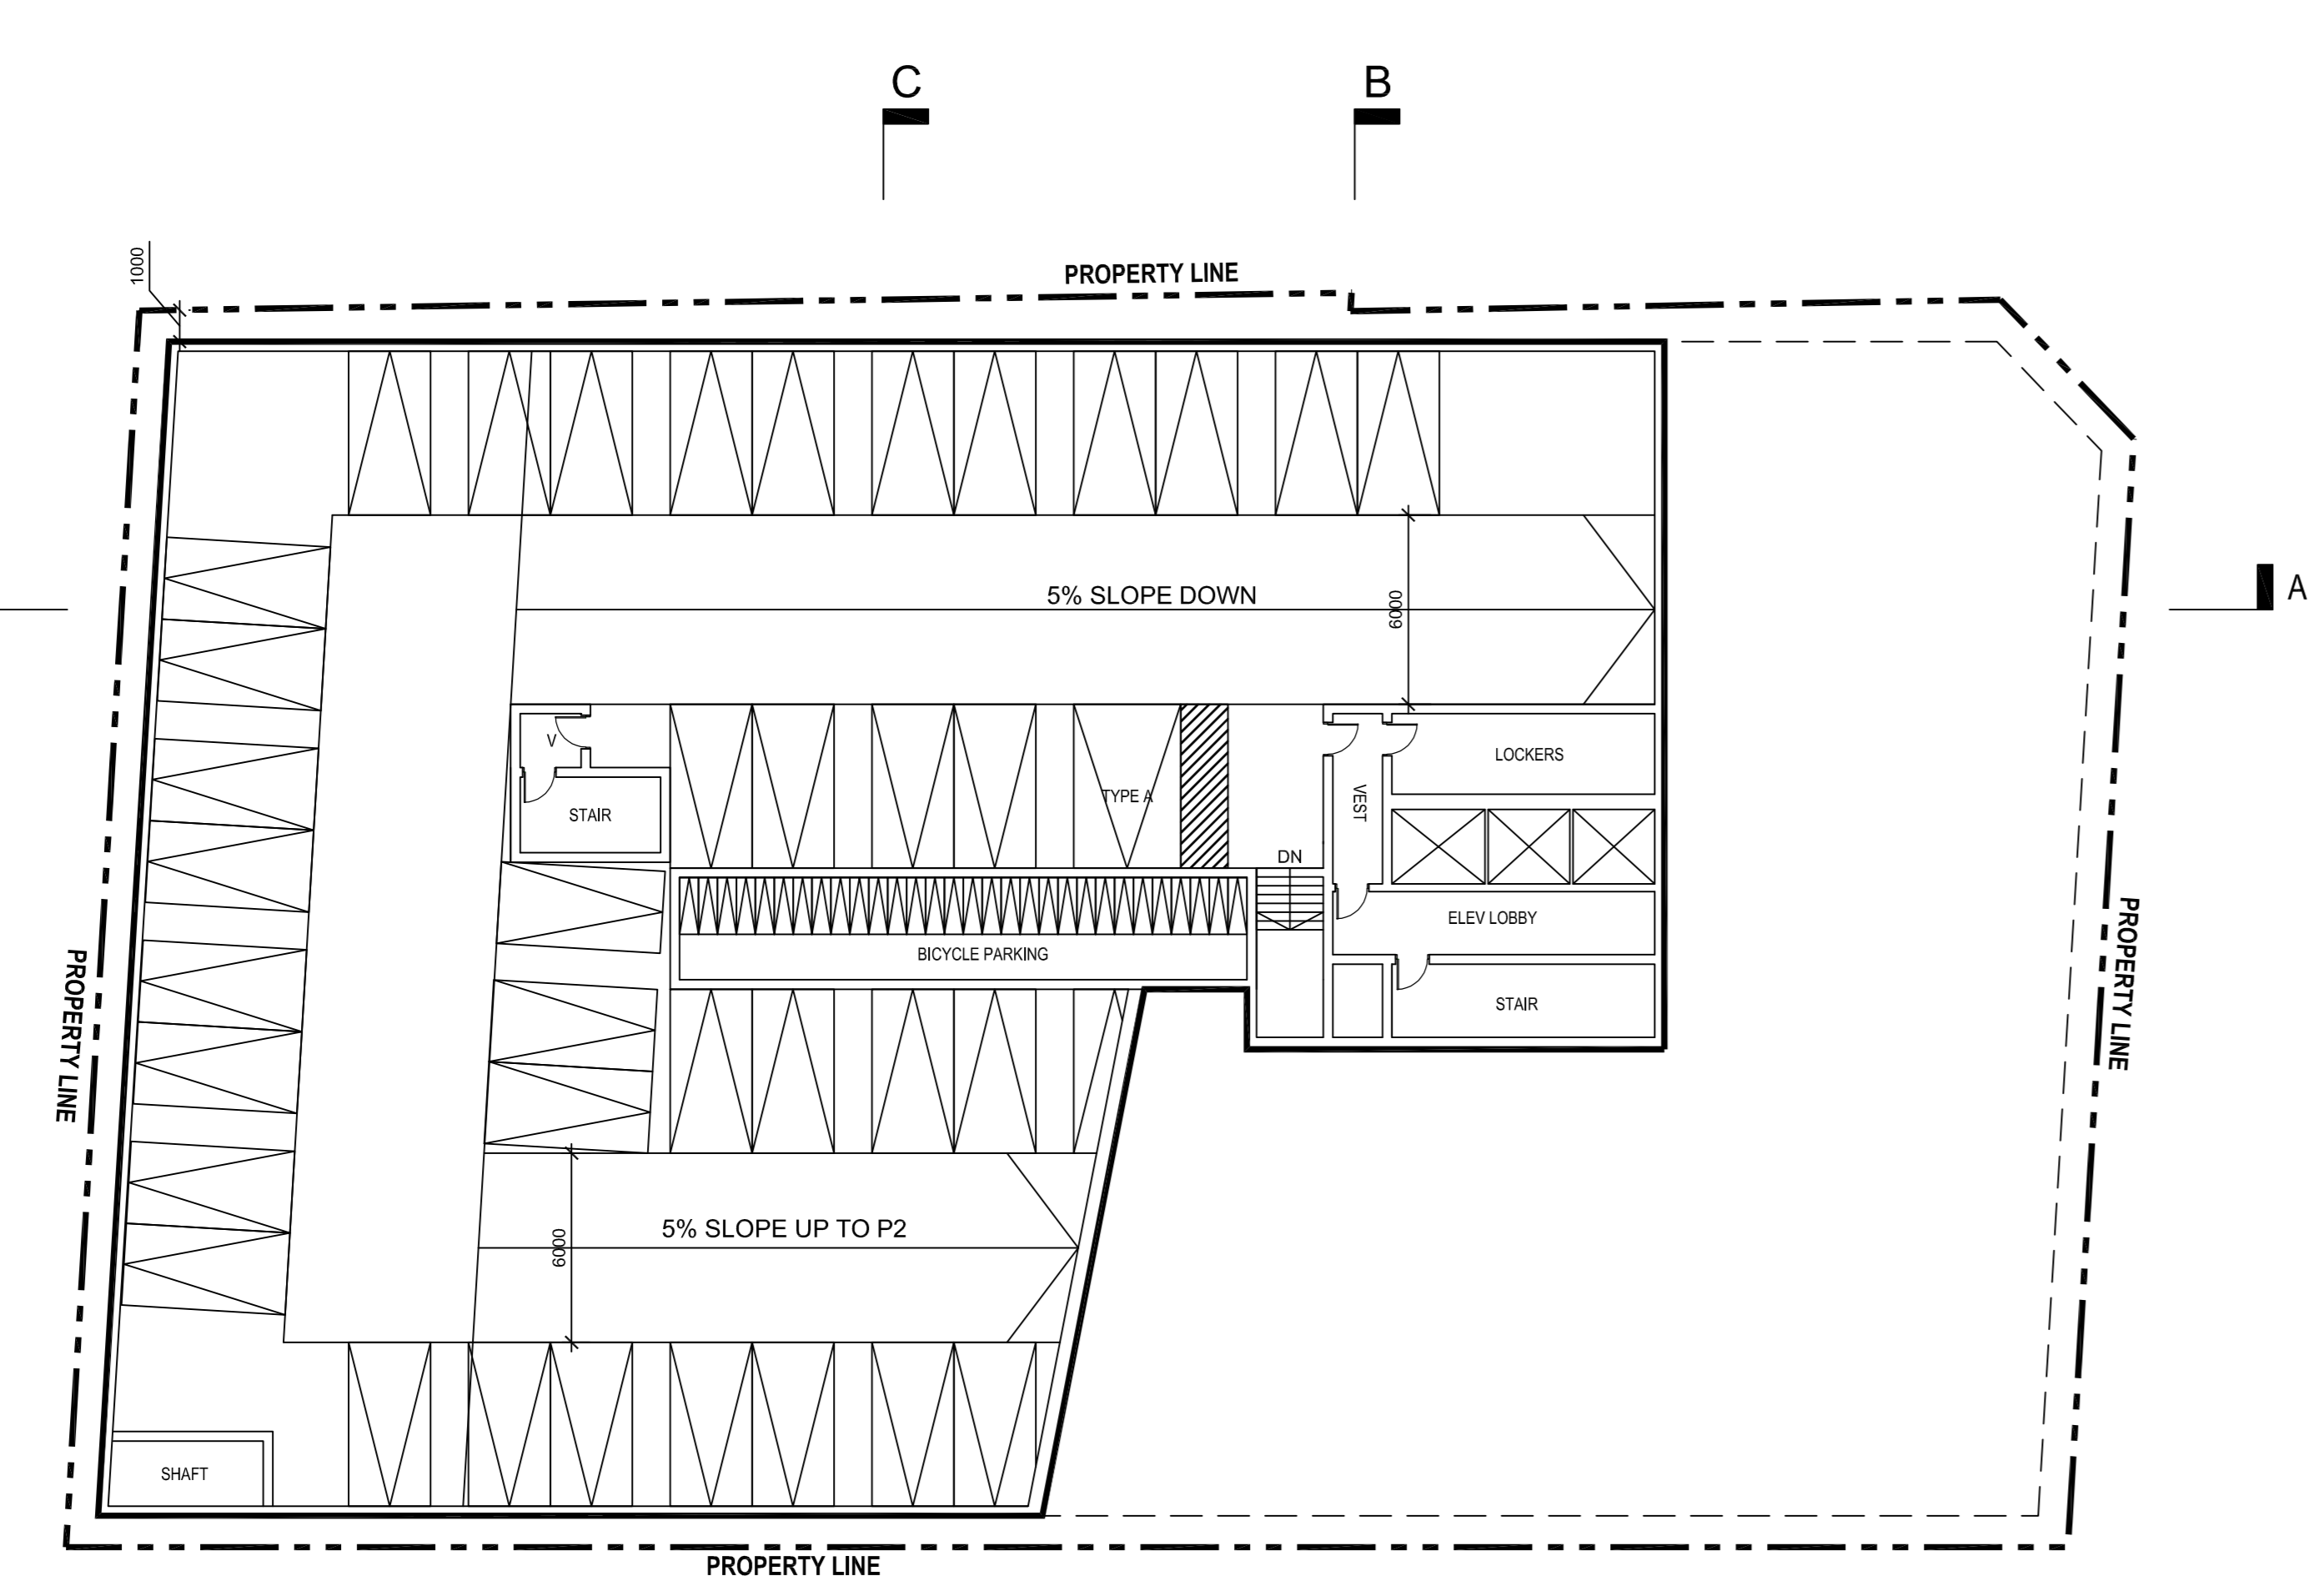 C
B
1000
PROPERTY LINE
A
5% SLOPE DOWN
6000
V
STAIR
TYPE A
LOCKERS
VEST
DN
ELEV LOBBY
BICYCLE PARKING
STAIR
PROPERTY LINE
PROPERTY LINE
5% SLOPE UP TO P2
6000
SHAFT
PROPERTY LINE